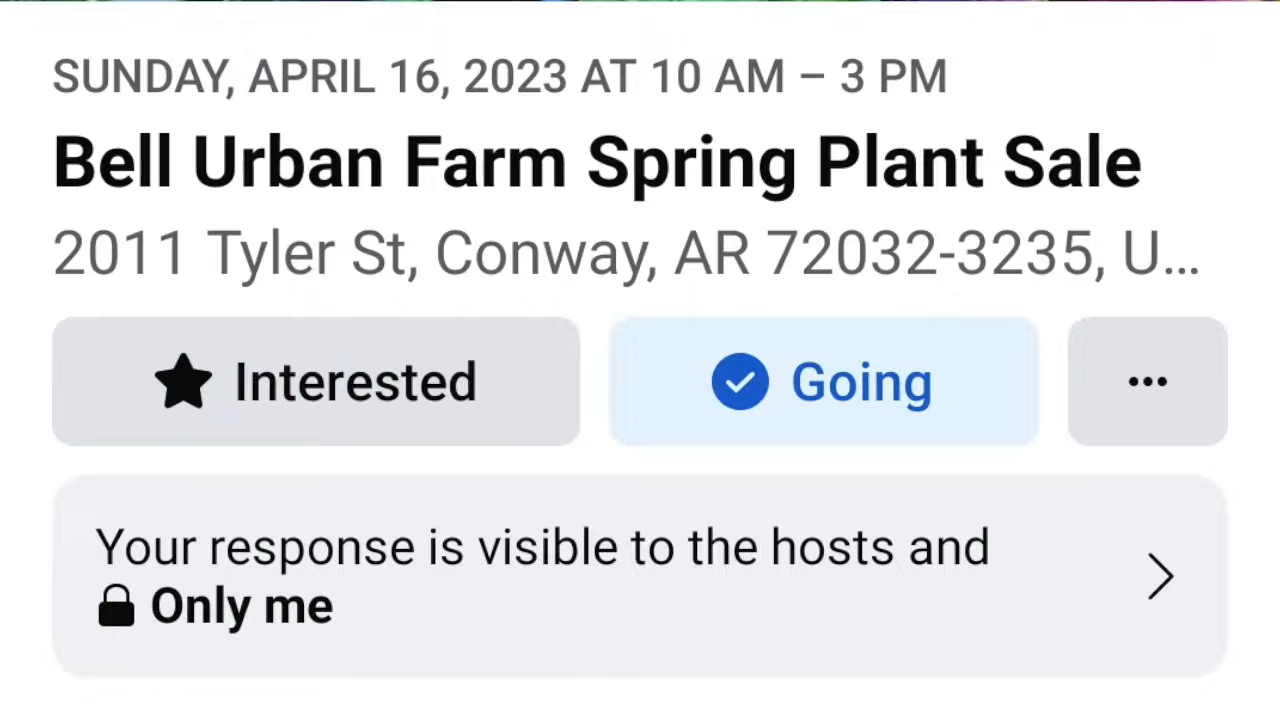 SUNDAY, APRIL 16, 2023 AT 10 AM – 3 PM
Bell Urban Farm Spring Plant Sale
2011 Tyler St, Conway, AR 72032-3235, U...
Interested
Going
Your response is visible to the hosts and
Only me